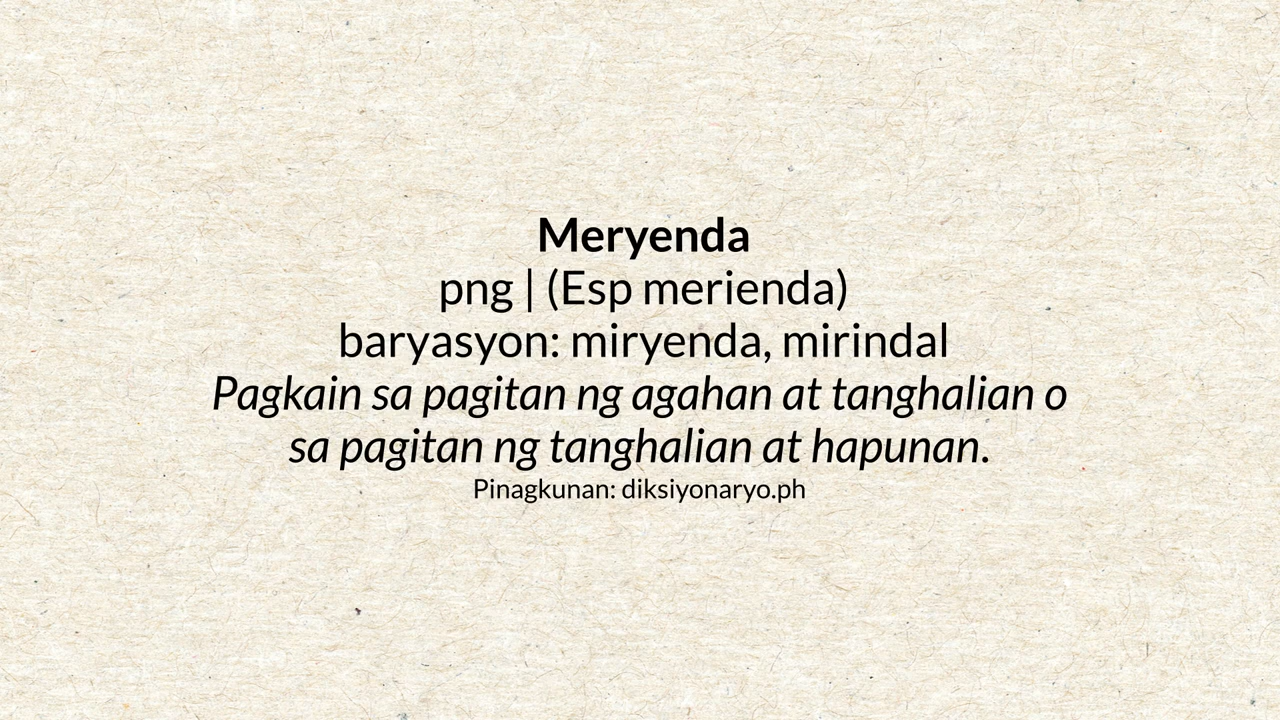 Meryenda
png | (Esp merienda)
baryasyon: miryenda, mirindal
Pagkain sa pagitan ng agahan at tanghalian o
sa pagitan ng tanghalian at hapunan.
Pinagkunan: diksiyonaryo.ph